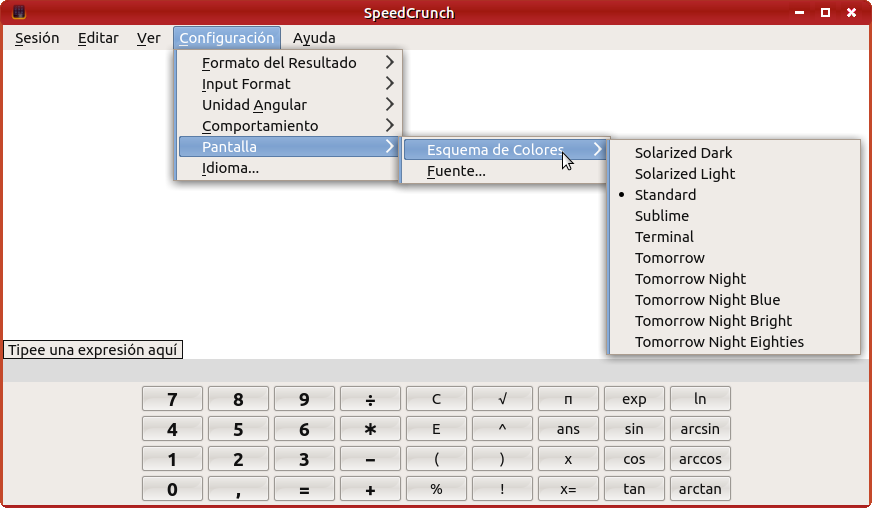 SpeedCrunch
Sesión Editar Ver Configuración Ayuda
Formato del Resultado
Input Format
Unidad Angular
Comportamiento
Pantalla
Idioma...
Esquema de Colores
Fuente...
Solarized Dark
Solarized Light
Standard
Sublime
Terminal
Tomorrow
Tomorrow Night
Tomorrow Night Blue
Tomorrow Night Bright
Tomorrow Night Eighties
Tipee una expresión aquí
7 8 9 ÷ C √ π exp ln
4 5 6 * E ^ ans sin arcsin
1 2 3 − ( ) x cos arccos
0 , = + % ! x= tan arctan